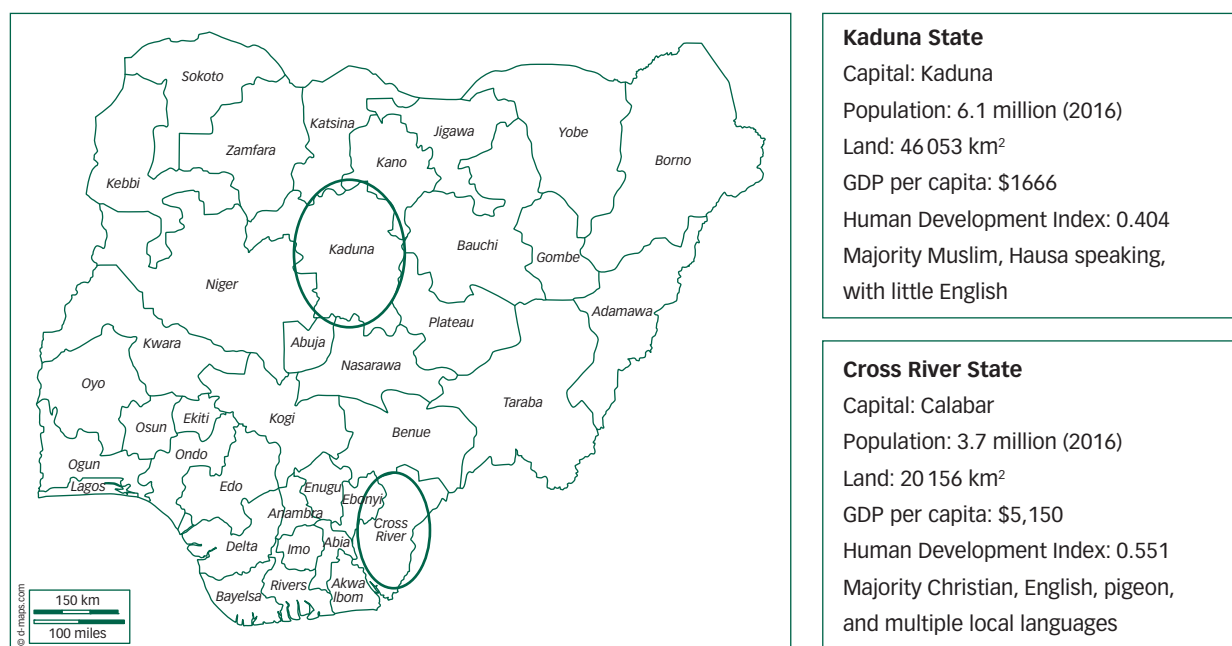 Sokoto
Katsina
Jigawa
Yobe
Borno
Zamfara
Kano
Kebbi
Kaduna
Bauchi
Gombe
Niger
Adamawa
Plateau
Abuja
Kwara
Nasarawa
Oyo
Taraba
Kogi
Osun
Ekiti
Benue
Ondo
Ogun
Lagos
Edo
Enugu
Ebonyi
Anambra
Cross
River
Delta
Imo
Abia
Bayelsa
Rivers
Akwa
Ibom
150 km
100 miles
© d-maps.com
Kaduna State
Capital: Kaduna
Population: 6.1 million (2016)
Land: 46 053 km²
GDP per capita: $1666
Human Development Index: 0.404
Majority Muslim, Hausa speaking,
with little English
Cross River State
Capital: Calabar
Population: 3.7 million (2016)
Land: 20 156 km²
GDP per capita: $5,150
Human Development Index: 0.551
Majority Christian, English, pigeon,
and multiple local languages